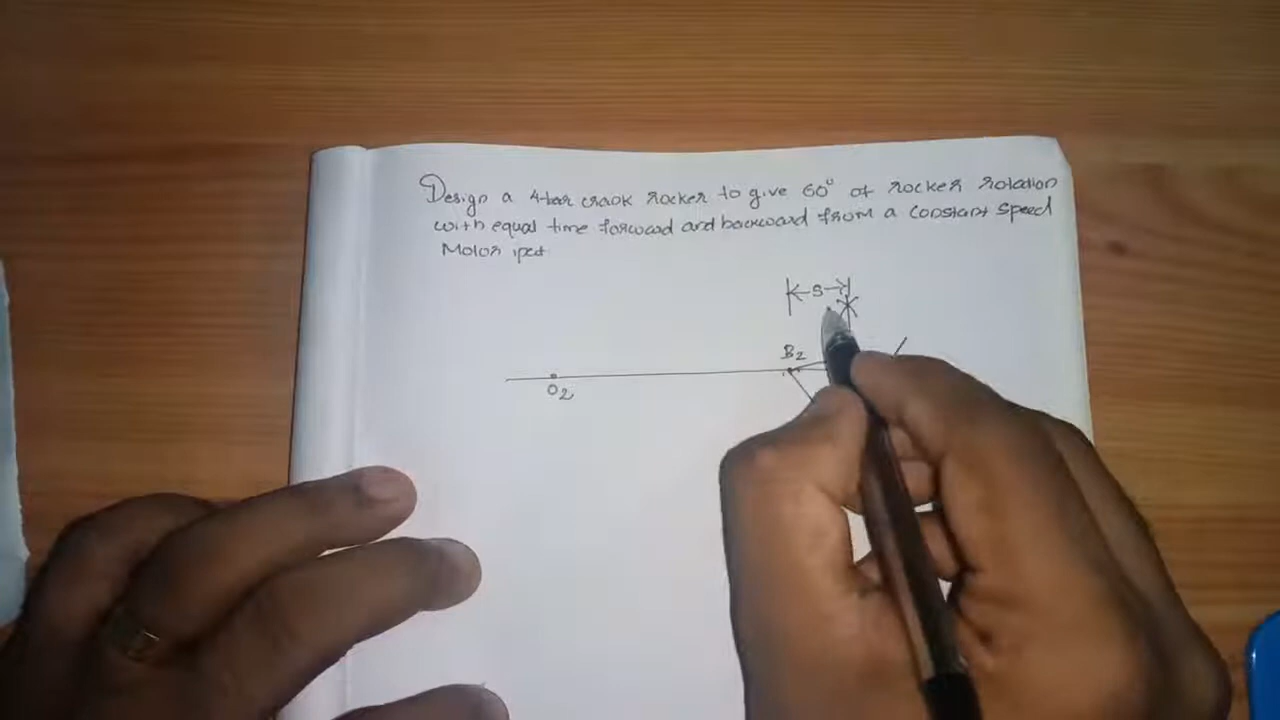 Design a 4-bar crank rocker to give 60° of rocker rotation
with equal time forward and backward from a constant speed
Motor iput
S
B2
O2